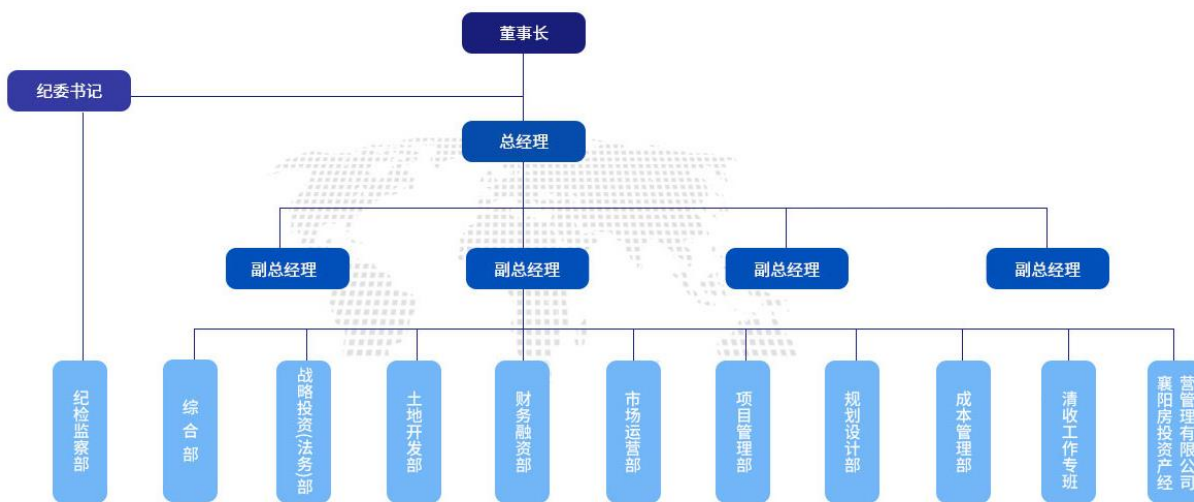 董事长
纪委书记
总经理
副总经理
副总经理
副总经理
副总经理
纪检监察部
综合部
战略投资(法务)部
土地开发部
财务融资部
市场运营部
项目管理部
规划设计部
成本管理部
清收工作专班
襄阳房投资产经
营管理有限公司